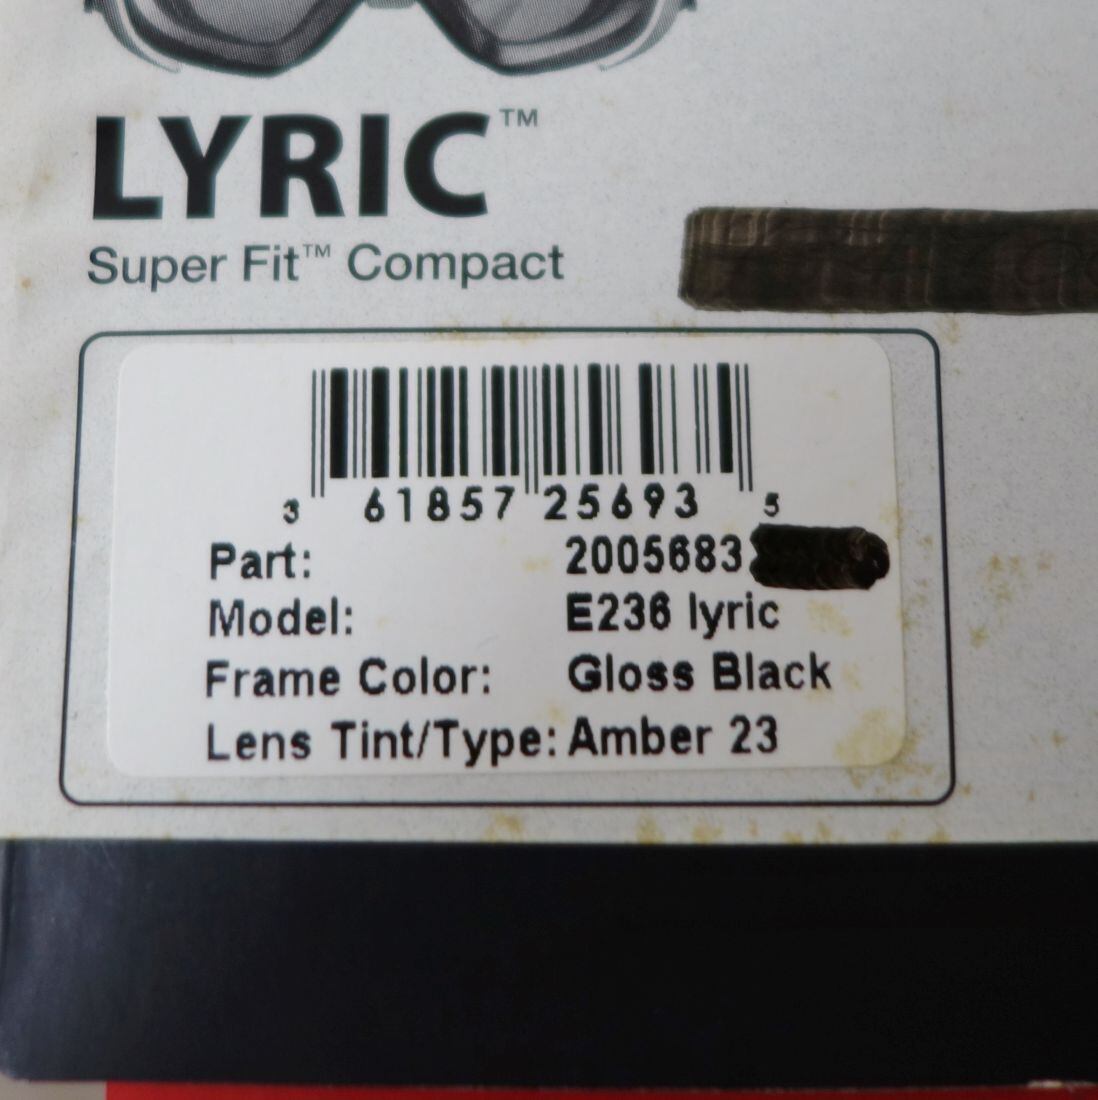 LYRIC™
Super Fit™ Compact
3 61857 25693 5
Part: 2005683
Model: E236 lyric
Frame Color: Gloss Black
Lens Tint/Type: Amber 23